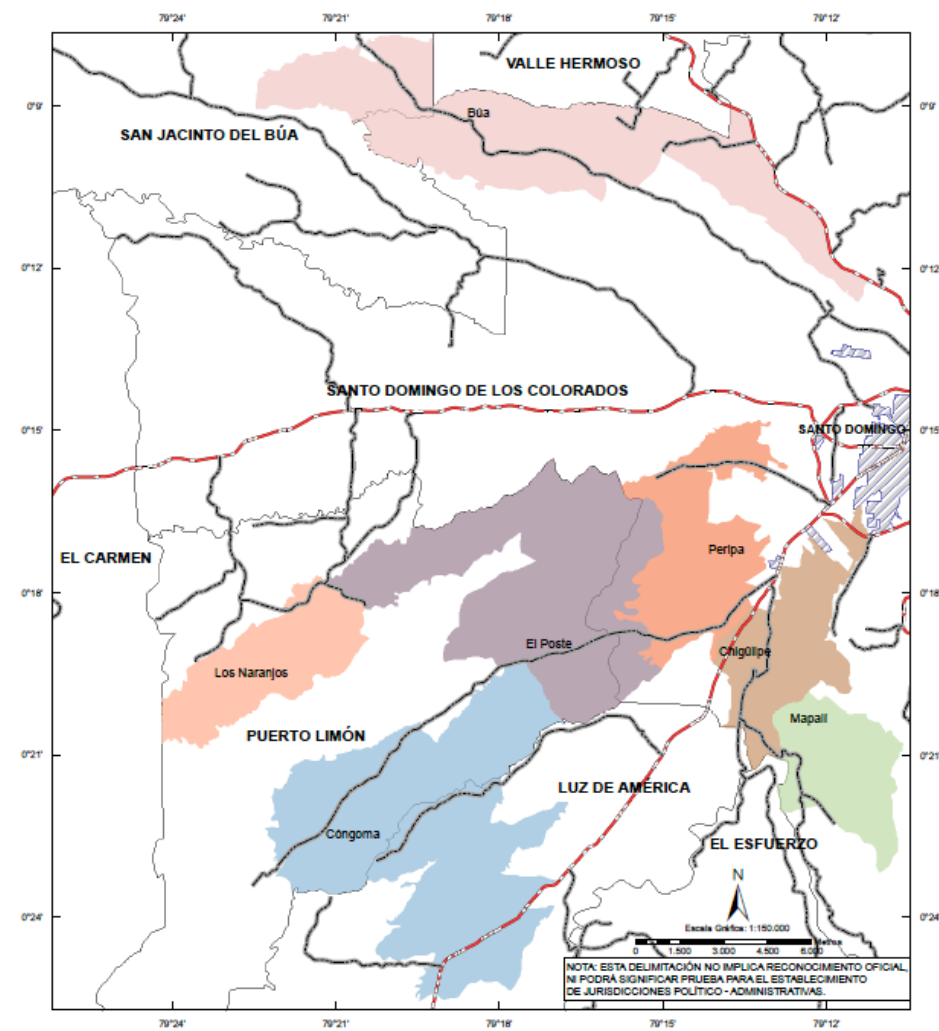 79°24'
79°21'
79°18'
79°15'
79°12'
VALLE HERMOSO
0°9'
0°9'
Búa
SAN JACINTO DEL BÚA
0°12'
0°12'
SANTO DOMINGO DE LOS COLORADOS
0°15'
SANTO DOMINGO
0°15'
EL CARMEN
Peripa
0°18'
0°18'
El Poste
Chigüilpe
Los Naranjos
Mapalí
PUERTO LIMÓN
0°21'
0°21'
LUZ DE AMÉRICA
Cóngoma
EL ESFUERZO
N
0°24'
0°24'
Escala Gráfica: 1:150.000
0 1.500 3.000 4.500 6.000 Metros
NOTA: ESTA DELIMITACIÓN NO IMPLICA RECONOCIMIENTO OFICIAL,
NI PODRÁ SIGNIFICAR PRUEBA PARA EL ESTABLECIMIENTO
DE JURISDICCIONES POLÍTICO - ADMINISTRATIVAS.
79°24'
79°21'
79°18'
79°15'
79°12'